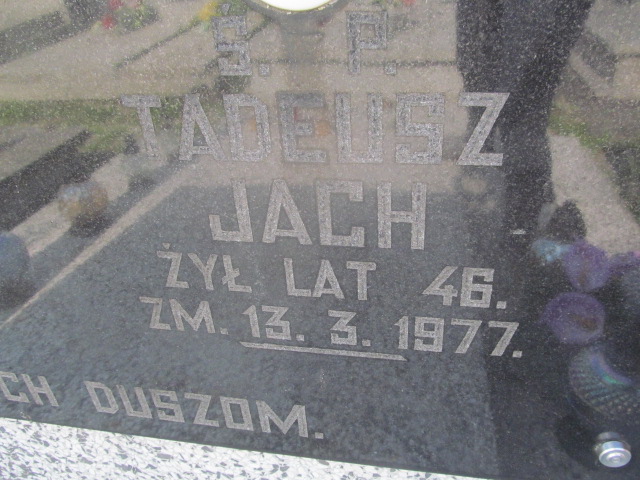 Ś. P.
TADEUSZ
JACH
ŻYŁ LAT 46.
ZM. 13. 3. 1977.
CH DUSZOM.